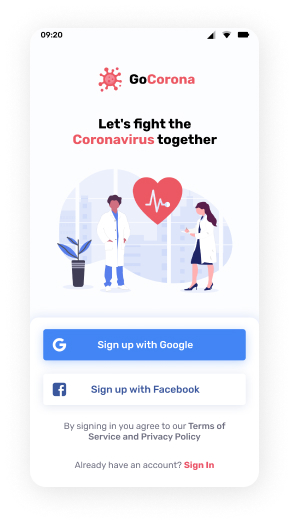 09:20
GoCorona
Let's fight the
Coronavirus together
G
Sign up with Google
f
Sign up with Facebook
By signing in you agree to our Terms of
Service and Privacy Policy
Already have an account? Sign In